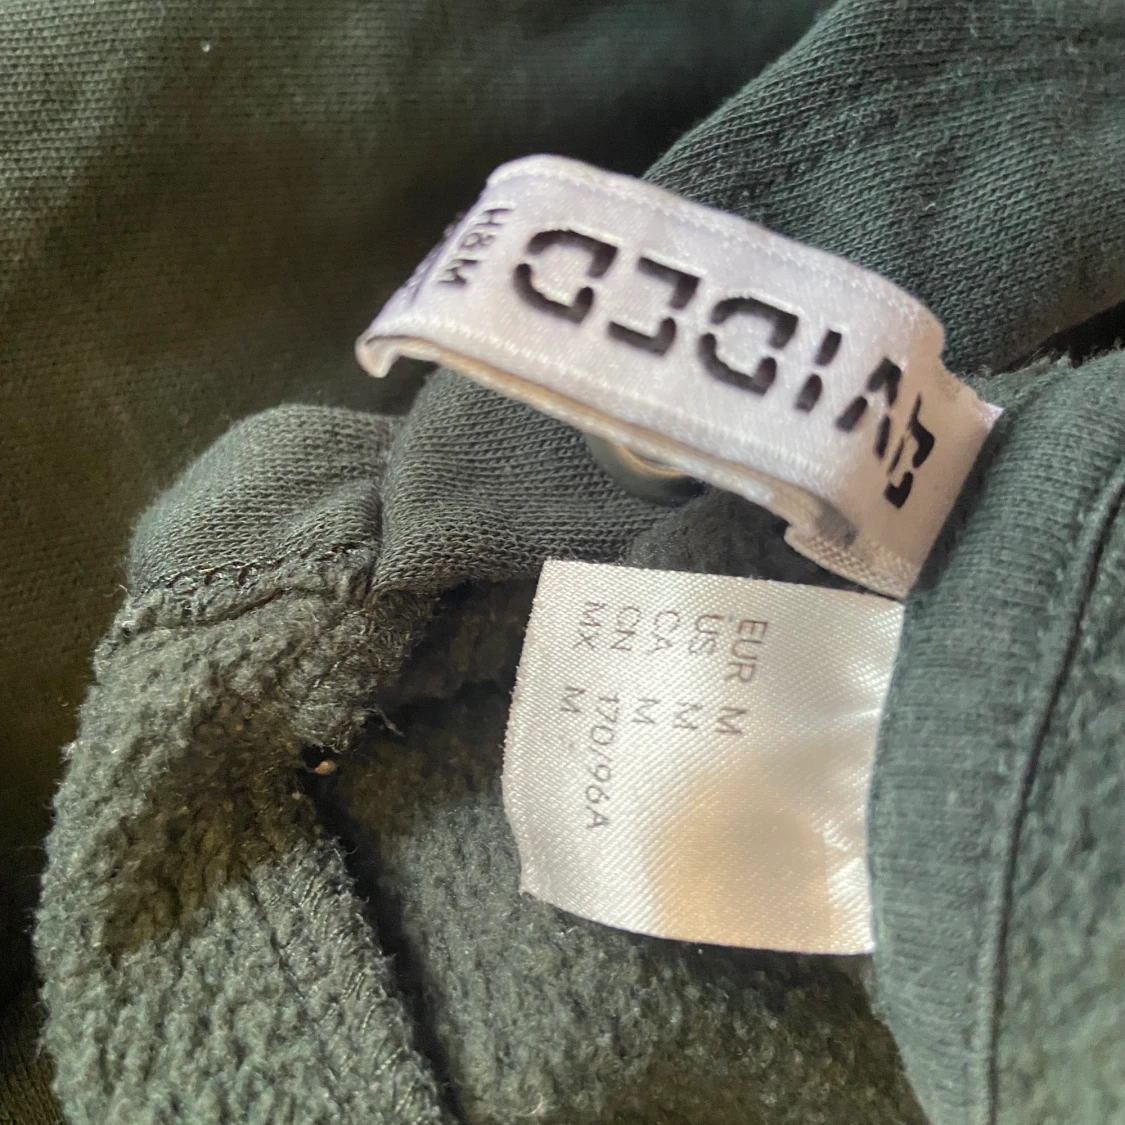 DIVIDED
H&M
EUR M
US M
CA M
CN 170/96A
MX M